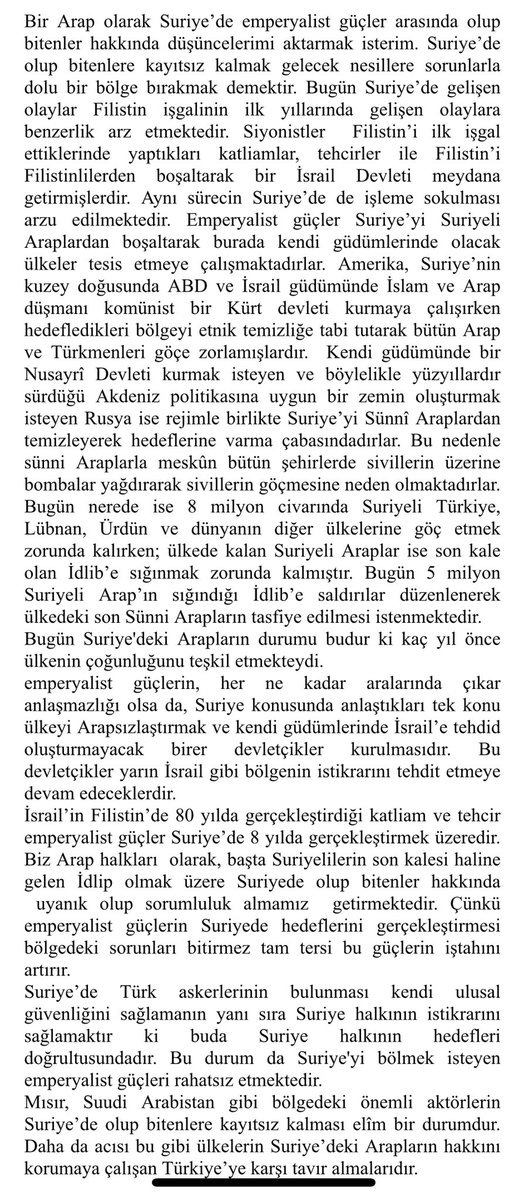 Bir Arap olarak Suriye’de emperyalist güçler arasında olup
bitenler hakkında düşüncelerimi aktarmak isterim. Suriye’de
olup bitenlere kayıtsız kalmak gelecek nesillere sorunlarla
dolu bir bölge bırakmak demektir. Bugün Suriye’de gelişen
olaylar Filistin işgalinin ilk yıllarında gelişen olaylara
benzerlik arz etmektedir. Siyonistler Filistin’i ilk işgal
ettiklerinde yaptıkları katliamlar, tehcirler ile Filistin’i
Filistinlilerden boşaltarak bir İsrail Devleti meydana
getirmişlerdir. Aynı sürecin Suriye’de de işleme sokulması
arzu edilmektedir. Emperyalist güçler Suriye’yi Suriyeli
Araplardan boşaltarak burada kendi güdümlerinde olacak
ülkeler tesis etmeye çalışmaktadırlar. Amerika, Suriye’nin
kuzey doğusunda ABD ve İsrail güdümünde İslam ve Arap
düşmanı komünist bir Kürt devleti kurmaya çalışırken
hedefledikleri bölgeyi etnik temizliğe tabi tutarak bütün Arap
ve Türkmenleri göçe zorlamışlardır. Kendi güdümünde bir
Nusayrî Devleti kurmak isteyen ve böylelikle yüzyıllardır
sürdüğü Akdeniz politikasına uygun bir zemin oluşturmak
isteyen Rusya ise rejimle birlikte Suriye’yi Sünnî Araplardan
temizleyerek hedeflerine varma çabasındadırlar. Bu nedenle
sünni Araplarla meskûn bütün şehirlerde sivillerin üzerine
bombalar yağdırarak sivillerin göçmesine neden olmaktadırlar.
Bugün nerede ise 8 milyon civarında Suriyeli Türkiye,
Lübnan, Ürdün ve dünyanın diğer ülkelerine göç etmek
zorunda kalırken; ülkede kalan Suriyeli Araplar ise son kale
olan İdlib’e sığınmak zorunda kalmıştır. Bugün 5 milyon
Suriyeli Arap’ın sığındığı İdlib’e saldırılar düzenlenerek
ülkedeki son Sünni Arapların tasfiye edilmesi istenmektedir.
Bugün Suriye'deki Arapların durumu budur ki kaç yıl önce
ülkenin çoğunluğunu teşkil etmekteydi.
emperyalist güçlerin, her ne kadar aralarında çıkar
anlaşmazlığı olsa da, Suriye konusunda anlaştıkları tek konu
ülkeyi Arapsızlaştırmak ve kendi güdümlerinde İsrail’e tehdid
oluşturmayacak birer devletçikler kurulmasıdır. Bu
devletçikler yarın İsrail gibi bölgenin istikrarını tehdit etmeye
devam edeceklerdir.
İsrail’in Filistin’de 80 yılda gerçekleştirdiği katliam ve tehcir
emperyalist güçler Suriye’de 8 yılda gerçekleştirmek üzeredir.
Biz Arap halkları olarak, başta Suriyelilerin son kalesi haline
gelen İdlip olmak üzere Suriyede olup bitenler hakkında
uyanık olup sorumluluk almamız getirmektedir. Çünkü
emperyalist güçlerin Suriyede hedeflerini gerçekleştirmesi
bölgedeki sorunları bitirmez tam tersi bu güçlerin iştahını
artırır.
Suriye’de Türk askerlerinin bulunması kendi ulusal
güvenliğini sağlamanın yanı sıra Suriye halkının istikrarını
sağlamaktır ki buda Suriye halkının hedefleri
doğrultusundadır. Bu durum da Suriye'yi bölmek isteyen
emperyalist güçleri rahatsız etmektedir.
Mısır, Suudi Arabistan gibi bölgedeki önemli aktörlerin
Suriye’de olup bitenlere kayıtsız kalması elîm bir durumdur.
Daha da acısı bu gibi ülkelerin Suriye’deki Arapların hakkını
korumaya çalışan Türkiye’ye karşı tavır almalarıdır.